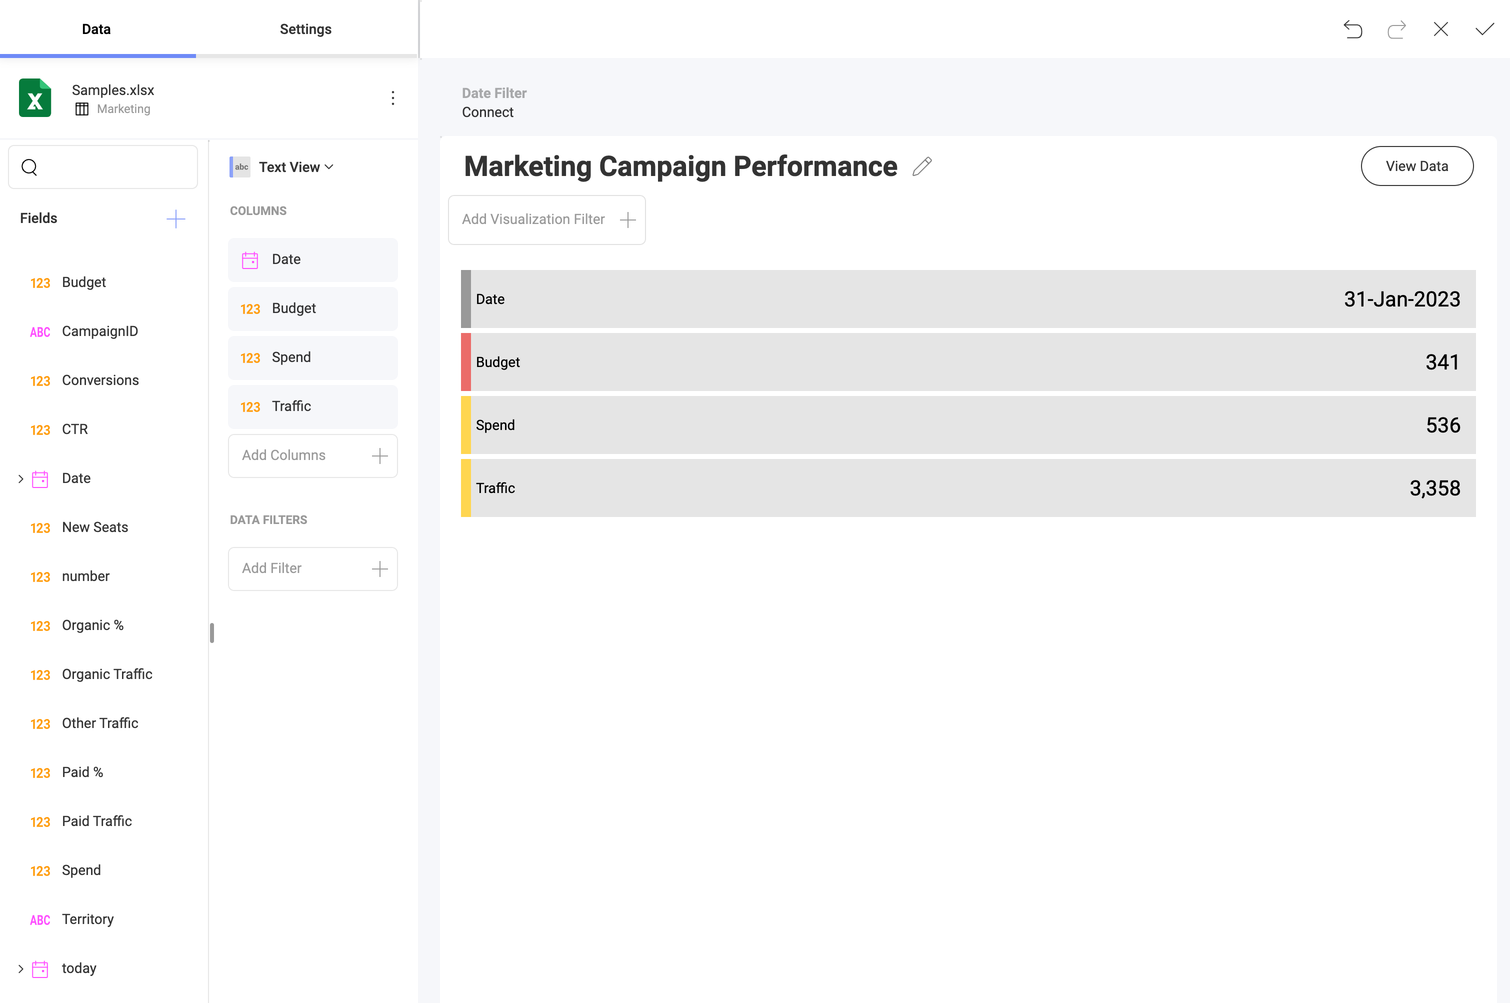 Data
Settings
Samples.xlsx
Marketing
Fields
123 Budget
ABC CampaignID
123 Conversions
123 CTR
Date
123 New Seats
123 number
123 Organic %
123 Organic Traffic
123 Other Traffic
123 Paid %
123 Paid Traffic
123 Spend
ABC Territory
today
abc Text View
COLUMNS
Date
123 Budget
123 Spend
123 Traffic
Add Columns
DATA FILTERS
Add Filter
Date Filter
Connect
Marketing Campaign Performance
View Data
Add Visualization Filter
Date 31-Jan-2023
Budget 341
Spend 536
Traffic 3,358